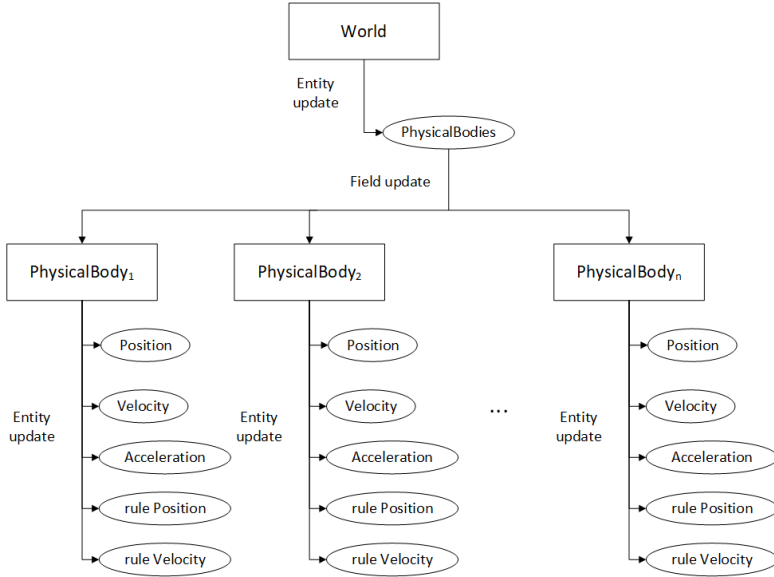 World
Entity
update
PhysicalBodies
Field update
PhysicalBody₁
PhysicalBody₂
PhysicalBodyₙ
Position
Position
Position
Velocity
Velocity
...
Velocity
Entity
update
Entity
update
Entity
update
Acceleration
Acceleration
Acceleration
rule Position
rule Position
rule Position
rule Velocity
rule Velocity
rule Velocity